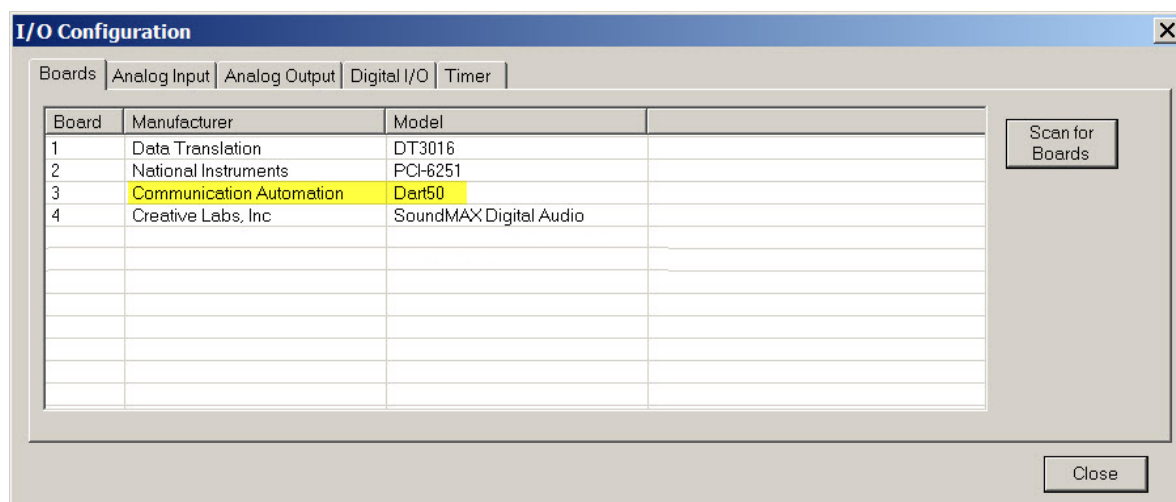 I/O Configuration
Boards Analog Input Analog Output Digital I/O Timer
Board Manufacturer Model
1 Data Translation DT3016
2 National Instruments PCI-6251
3 Communication Automation Dart50
4 Creative Labs, Inc SoundMAX Digital Audio
Scan for
Boards
Close